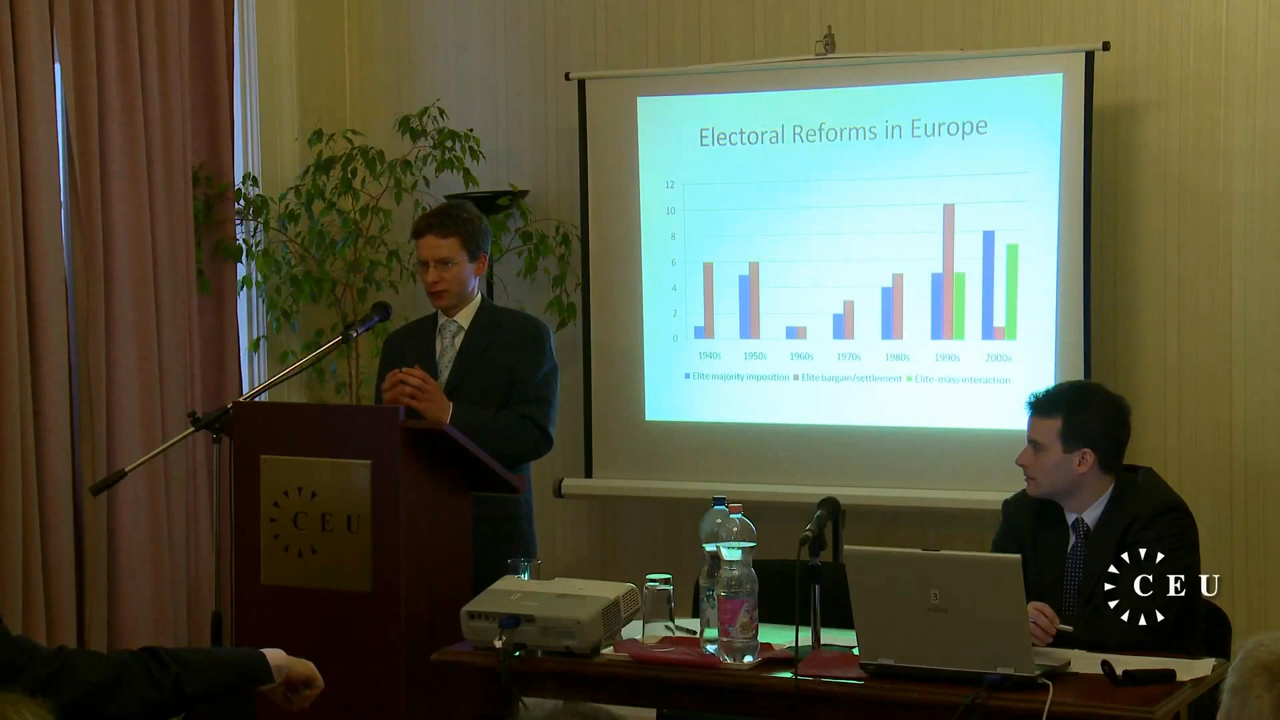 Electoral Reforms in Europe
12
10
8
6
4
2
0
1940s 1950s 1960s 1970s 1980s 1990s 2000s
Elite majority imposition Elite bargain/settlement Elite-mass interaction
CEU
3
CEU